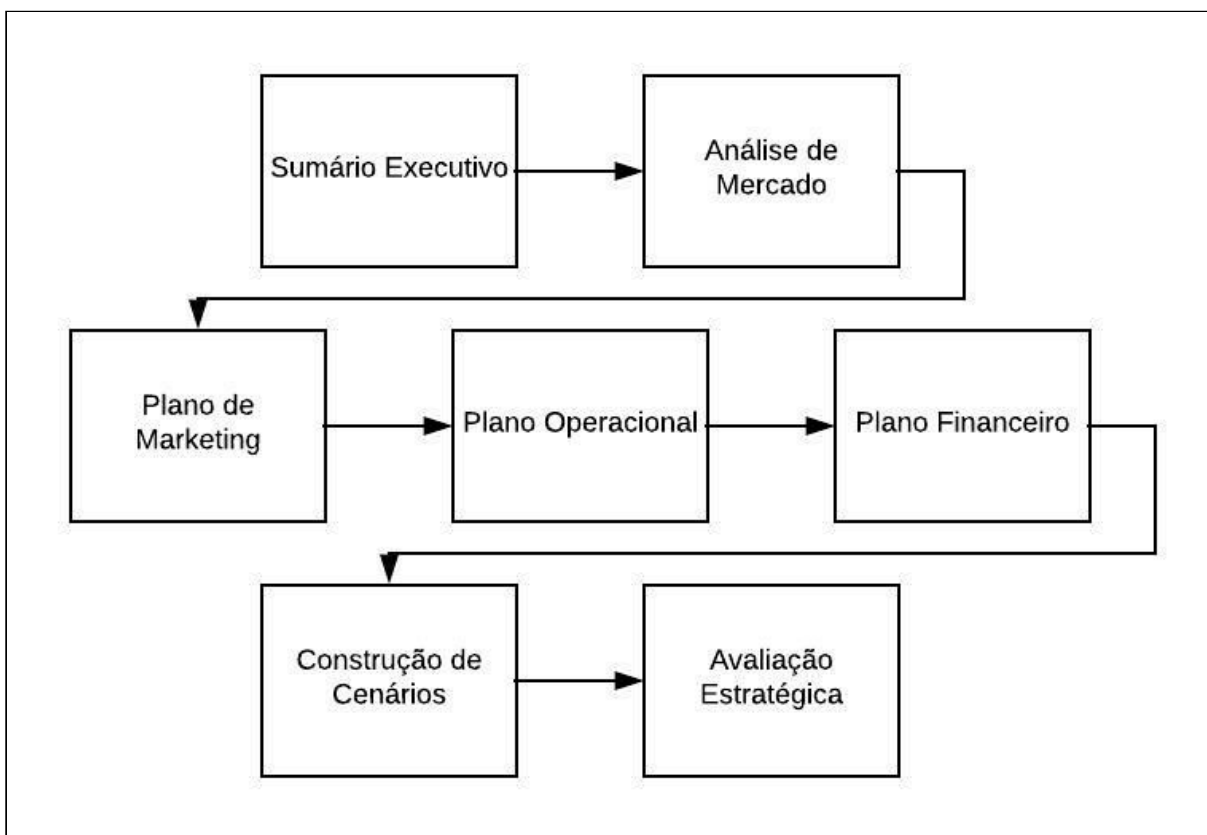 Sumário Executivo
Análise de
Mercado
Plano de
Marketing
Plano Operacional
Plano Financeiro
Construção de
Cenários
Avaliação
Estratégica